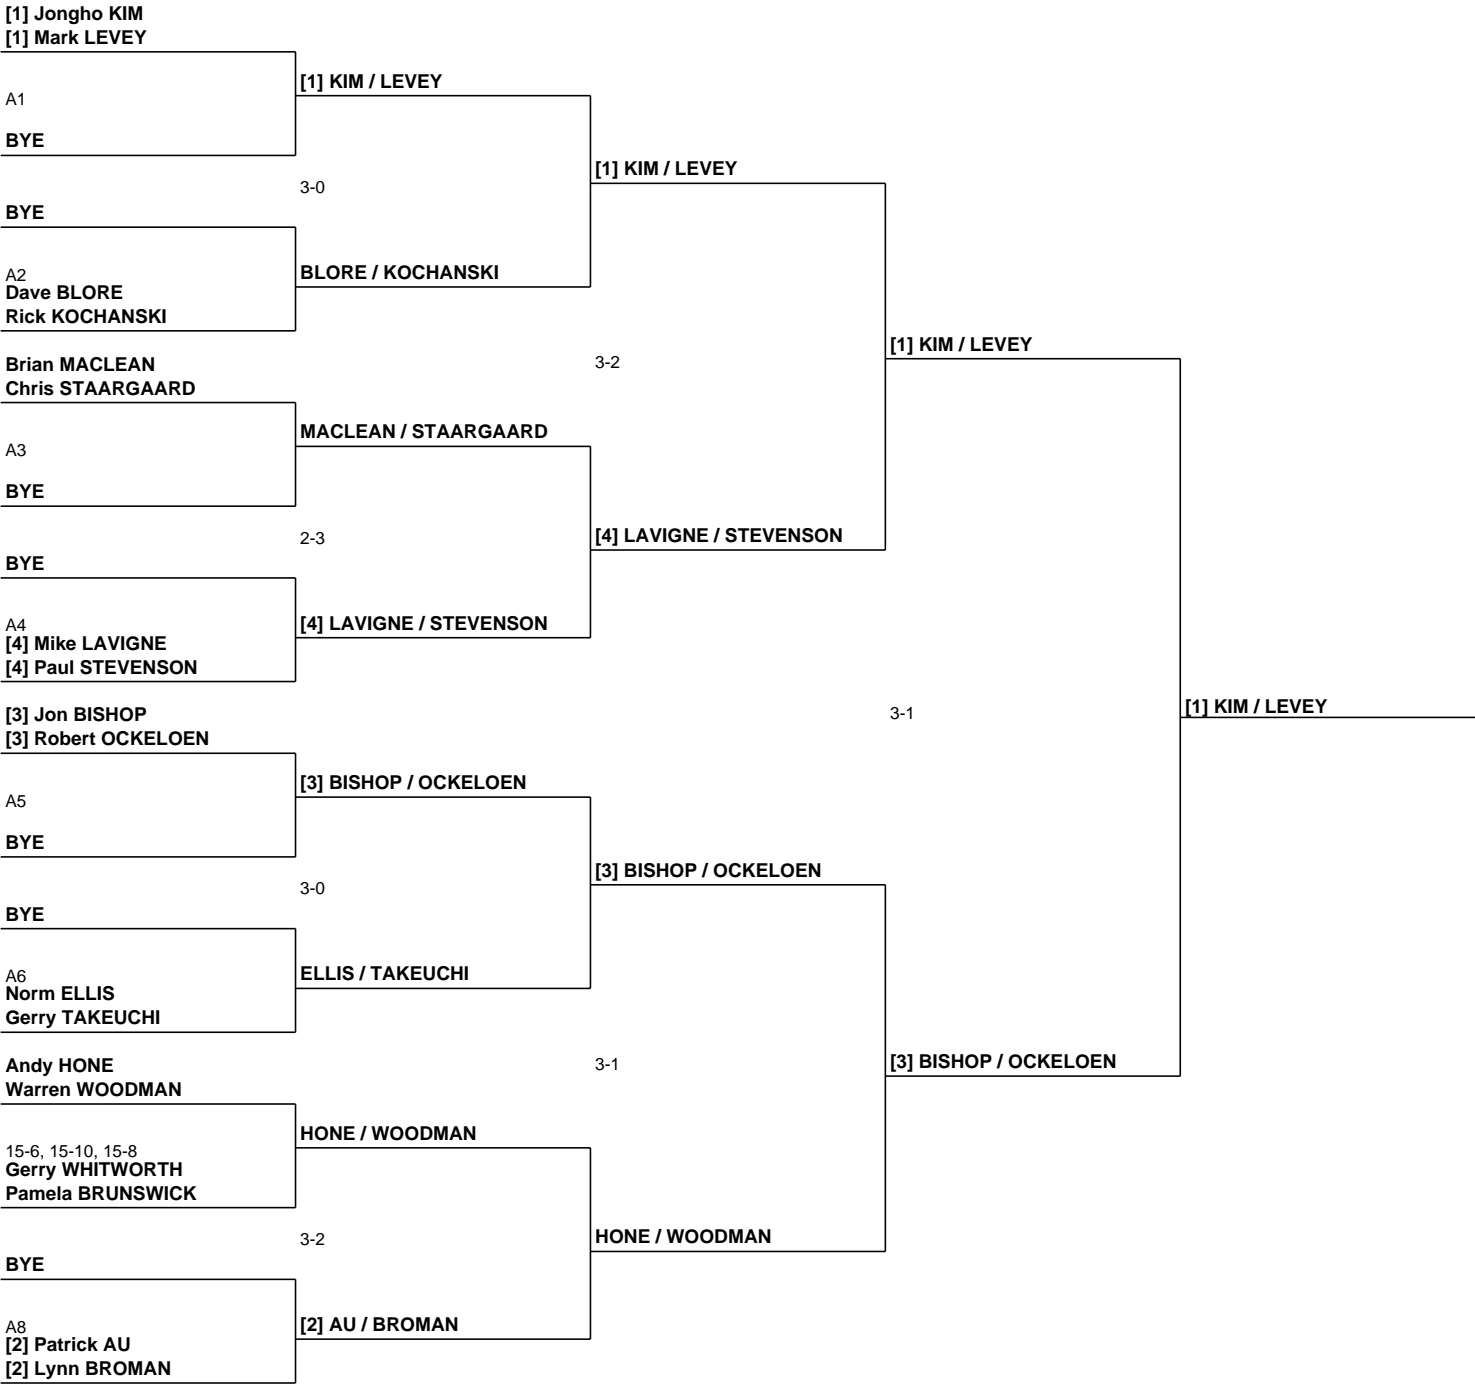 [1] Jongho KIM
[1] Mark LEVEY
[1] KIM / LEVEY
A1
BYE
[1] KIM / LEVEY
3-0
BYE
A2
BLORE / KOCHANSKI
Dave BLORE
Rick KOCHANSKI
[1] KIM / LEVEY
Brian MACLEAN
3-2
Chris STAARGAARD
MACLEAN / STAARGAARD
A3
BYE
2-3
[4] LAVIGNE / STEVENSON
BYE
A4
[4] LAVIGNE / STEVENSON
[4] Mike LAVIGNE
[4] Paul STEVENSON
[1] KIM / LEVEY
[3] Jon BISHOP
3-1
[3] Robert OCKELOEN
[3] BISHOP / OCKELOEN
A5
BYE
[3] BISHOP / OCKELOEN
3-0
BYE
A6
ELLIS / TAKEUCHI
Norm ELLIS
Gerry TAKEUCHI
Andy HONE
3-1
[3] BISHOP / OCKELOEN
Warren WOODMAN
HONE / WOODMAN
15-6, 15-10, 15-8
Gerry WHITWORTH
Pamela BRUNSWICK
3-2
HONE / WOODMAN
BYE
A8
[2] AU / BROMAN
[2] Patrick AU
[2] Lynn BROMAN